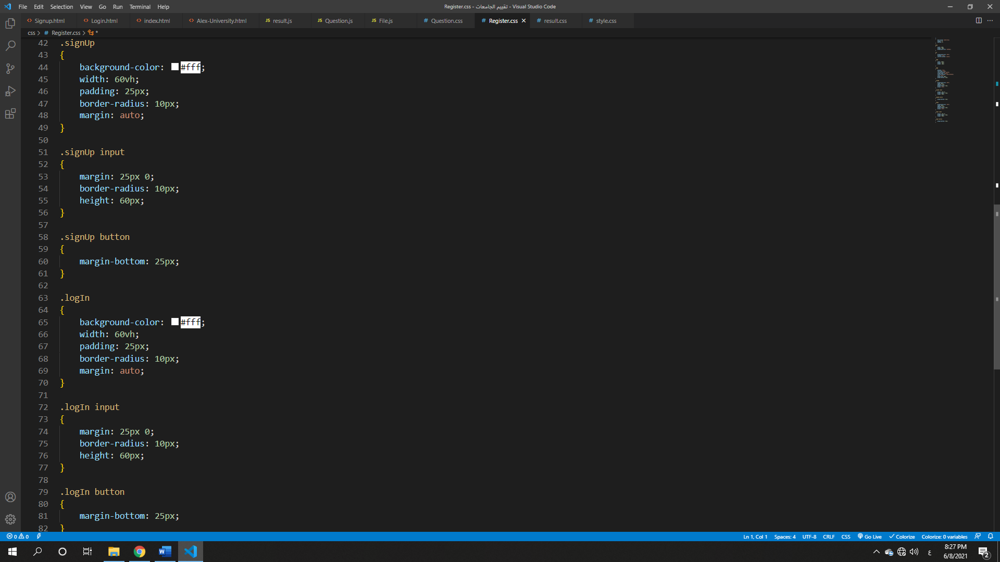 File Edit Selection View Go Run Terminal Help
Register.css - تقييم الجامعات - Visual Studio Code
Signup.html Login.html index.html Alex-University.html JS result.js JS Question.js JS File.js # Question.css # Register.css # result.css # style.css
css > # Register.css > *
42 .signUp
43 {
44 background-color: #fff;
45 width: 60vh;
46 padding: 25px;
47 border-radius: 10px;
48 margin: auto;
49 }
50
51 .signUp input
52 {
53 margin: 25px 0;
54 border-radius: 10px;
55 height: 60px;
56 }
57
58 .signUp button
59 {
60 margin-bottom: 25px;
61 }
62
63 .logIn
64 {
65 background-color: #fff;
66 width: 60vh;
67 padding: 25px;
68 border-radius: 10px;
69 margin: auto;
70 }
71
72 .logIn input
73 {
74 margin: 25px 0;
75 border-radius: 10px;
76 height: 60px;
77 }
78
79 .logIn button
80 {
81 margin-bottom: 25px;
82 }
0 0 Ln 1, Col 1 Spaces: 4 UTF-8 CRLF CSS Go Live Colorize Colorize: 0 variables
ع 8:27 PM
6/8/2021 2